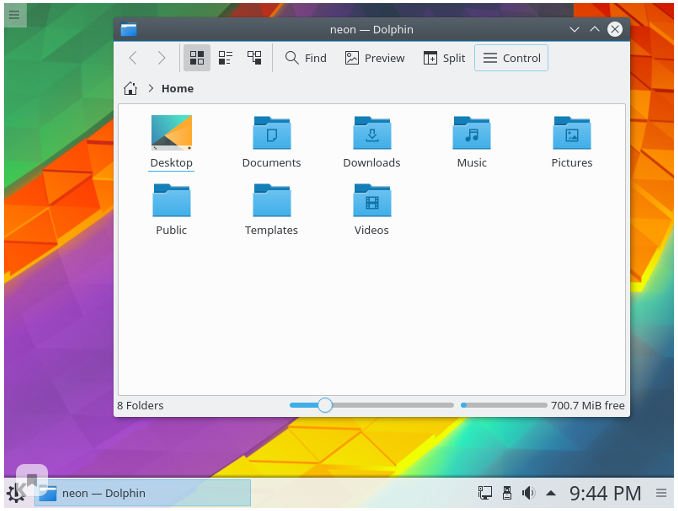 neon — Dolphin
Find Preview Split Control
Home
Desktop Documents Downloads Music Pictures
Public Templates Videos
8 Folders 700.7 MiB free
neon — Dolphin 9:44 PM